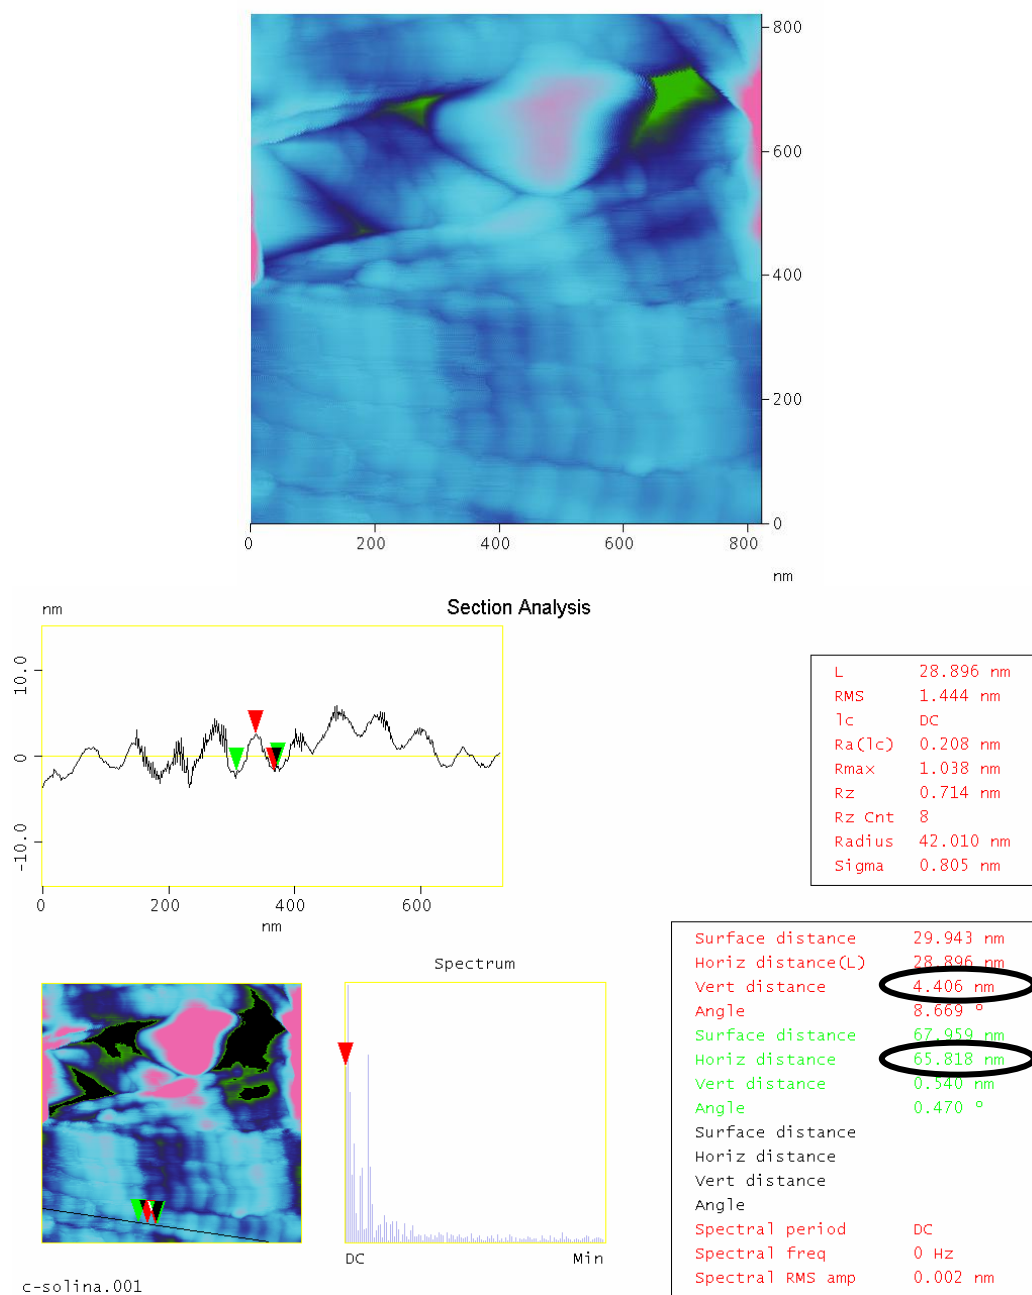 800
600
400
200
0
0 200 400 600 800
nm
Section Analysis
nm
10.0
0
-10.0
0 200 400 600
nm
L 28.896 nm
RMS 1.444 nm
lc DC
Ra(lc) 0.208 nm
Rmax 1.038 nm
Rz 0.714 nm
Rz Cnt 8
Radius 42.010 nm
Sigma 0.805 nm
Surface distance 29.943 nm
Horiz distance(L) 28.896 nm
Vert distance 4.406 nm
Angle 8.669 °
Surface distance 67.959 nm
Horiz distance 65.818 nm
Vert distance 0.540 nm
Angle 0.470 °
Surface distance
Horiz distance
Vert distance
Angle
Spectral period DC
Spectral freq 0 Hz
Spectral RMS amp 0.002 nm
Spectrum
DC Min
c-solina.001